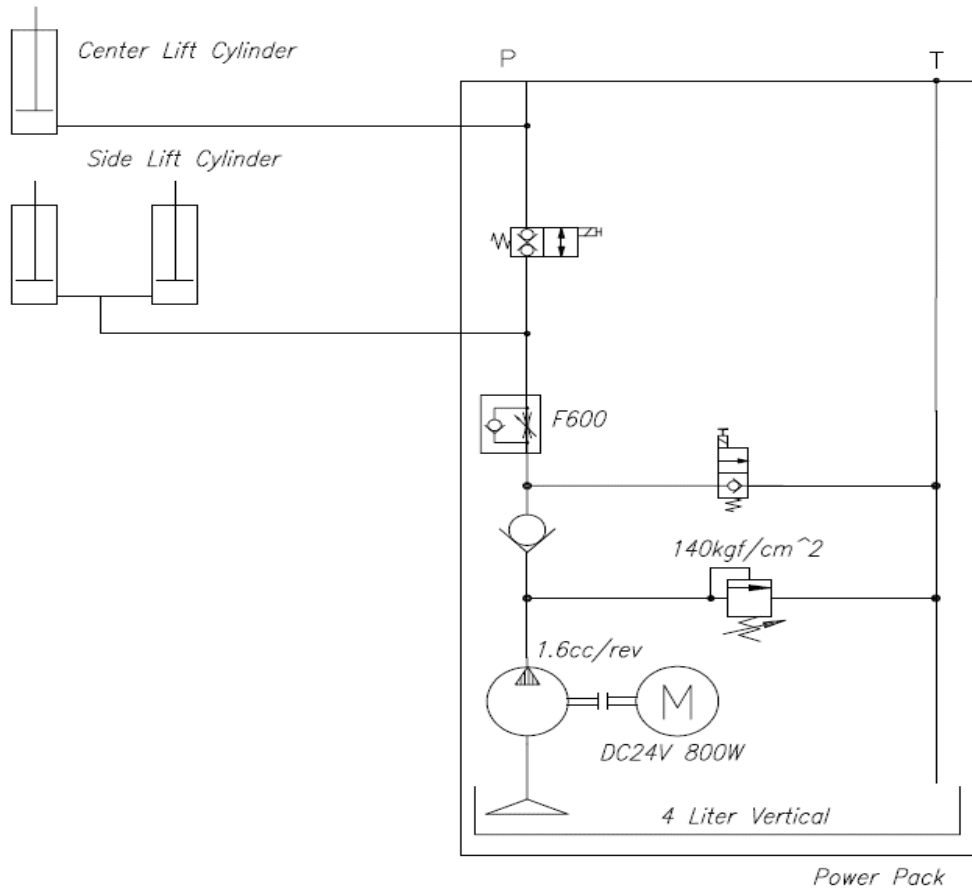 Center Lift Cylinder
P
T
Side Lift Cylinder
F600
140kgf/cm^2
1.6cc/rev
M
DC24V 800W
4 Liter Vertical
Power Pack